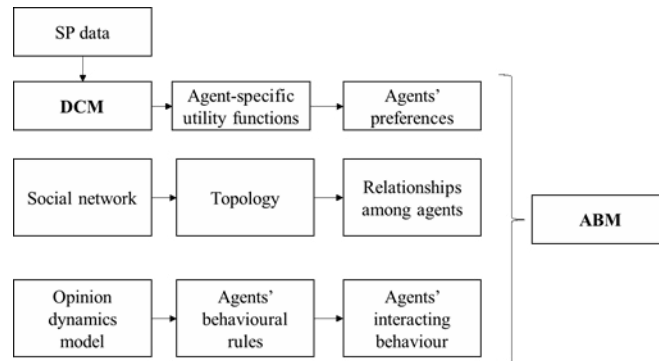 SP data
DCM
Agent-specific
utility functions
Agents'
preferences
Social network
Topology
Relationships
among agents
ABM
Opinion
dynamics
model
Agents'
behavioural
rules
Agents'
interacting
behaviour